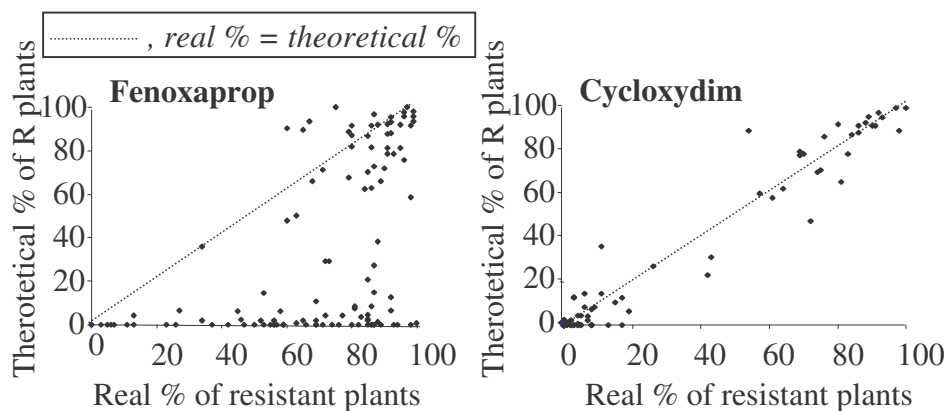 , real % = theoretical %
Fenoxaprop
Therotetical % of R plants
100
80
60
40
20
0
0 20 40 60 80 100
Real % of resistant plants
Cycloxydim
Therotetical % of R plants
100
80
60
40
20
0
0 20 40 60 80 100
Real % of resistant plants